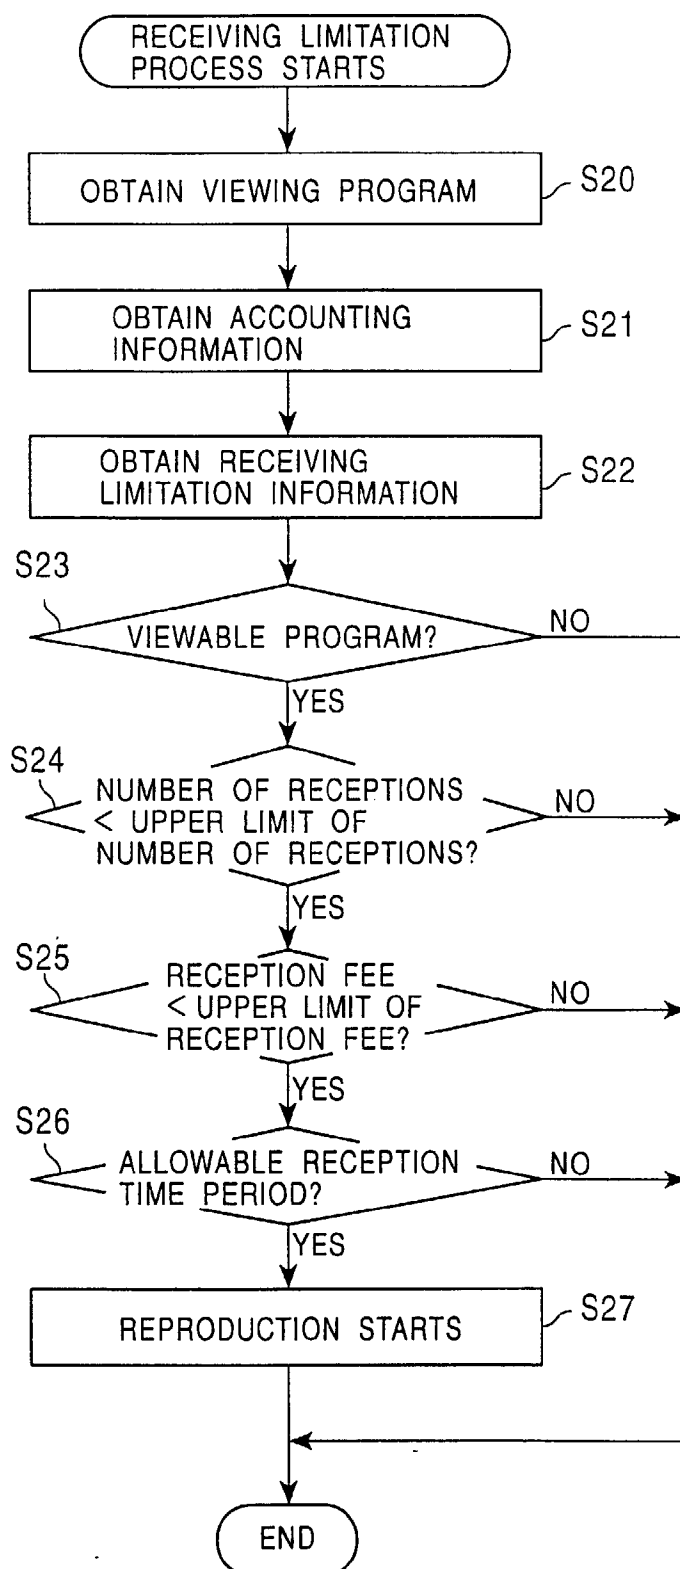 RECEIVING LIMITATION
PROCESS STARTS
OBTAIN VIEWING PROGRAM
S20
OBTAIN ACCOUNTING
INFORMATION
S21
OBTAIN RECEIVING
LIMITATION INFORMATION
S22
S23
VIEWABLE PROGRAM?
NO
YES
S24
NUMBER OF RECEPTIONS
< UPPER LIMIT OF
NUMBER OF RECEPTIONS?
NO
YES
S25
RECEPTION FEE
< UPPER LIMIT OF
RECEPTION FEE?
NO
YES
S26
ALLOWABLE RECEPTION
TIME PERIOD?
NO
YES
REPRODUCTION STARTS
S27
END